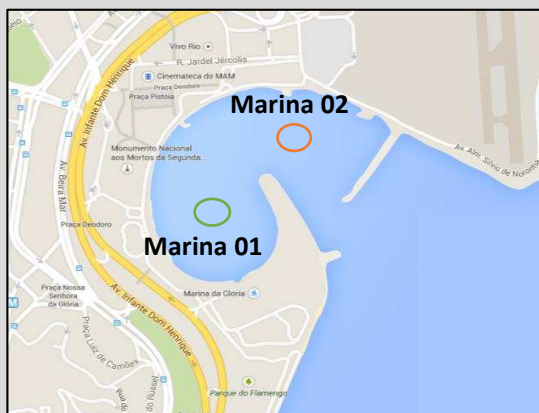 Vivo Rio
R. Jardel Jércolis
Cinemateca do MAM
Praça Deodoro
Praça Pistóia
Av. Infante Dom Henrique
Marina 02
Monumento Nacional
aos Mortos da Segunda...
Av. Beira Mar
Av. Alm. Silvio de Noronha
Praça Deodoro
Marina 01
Praça Nossa
Senhora
da Glória
Marina da Glória
Av. Infante Dom Henrique
Praça Luiz de Camões
Parque do Flamengo